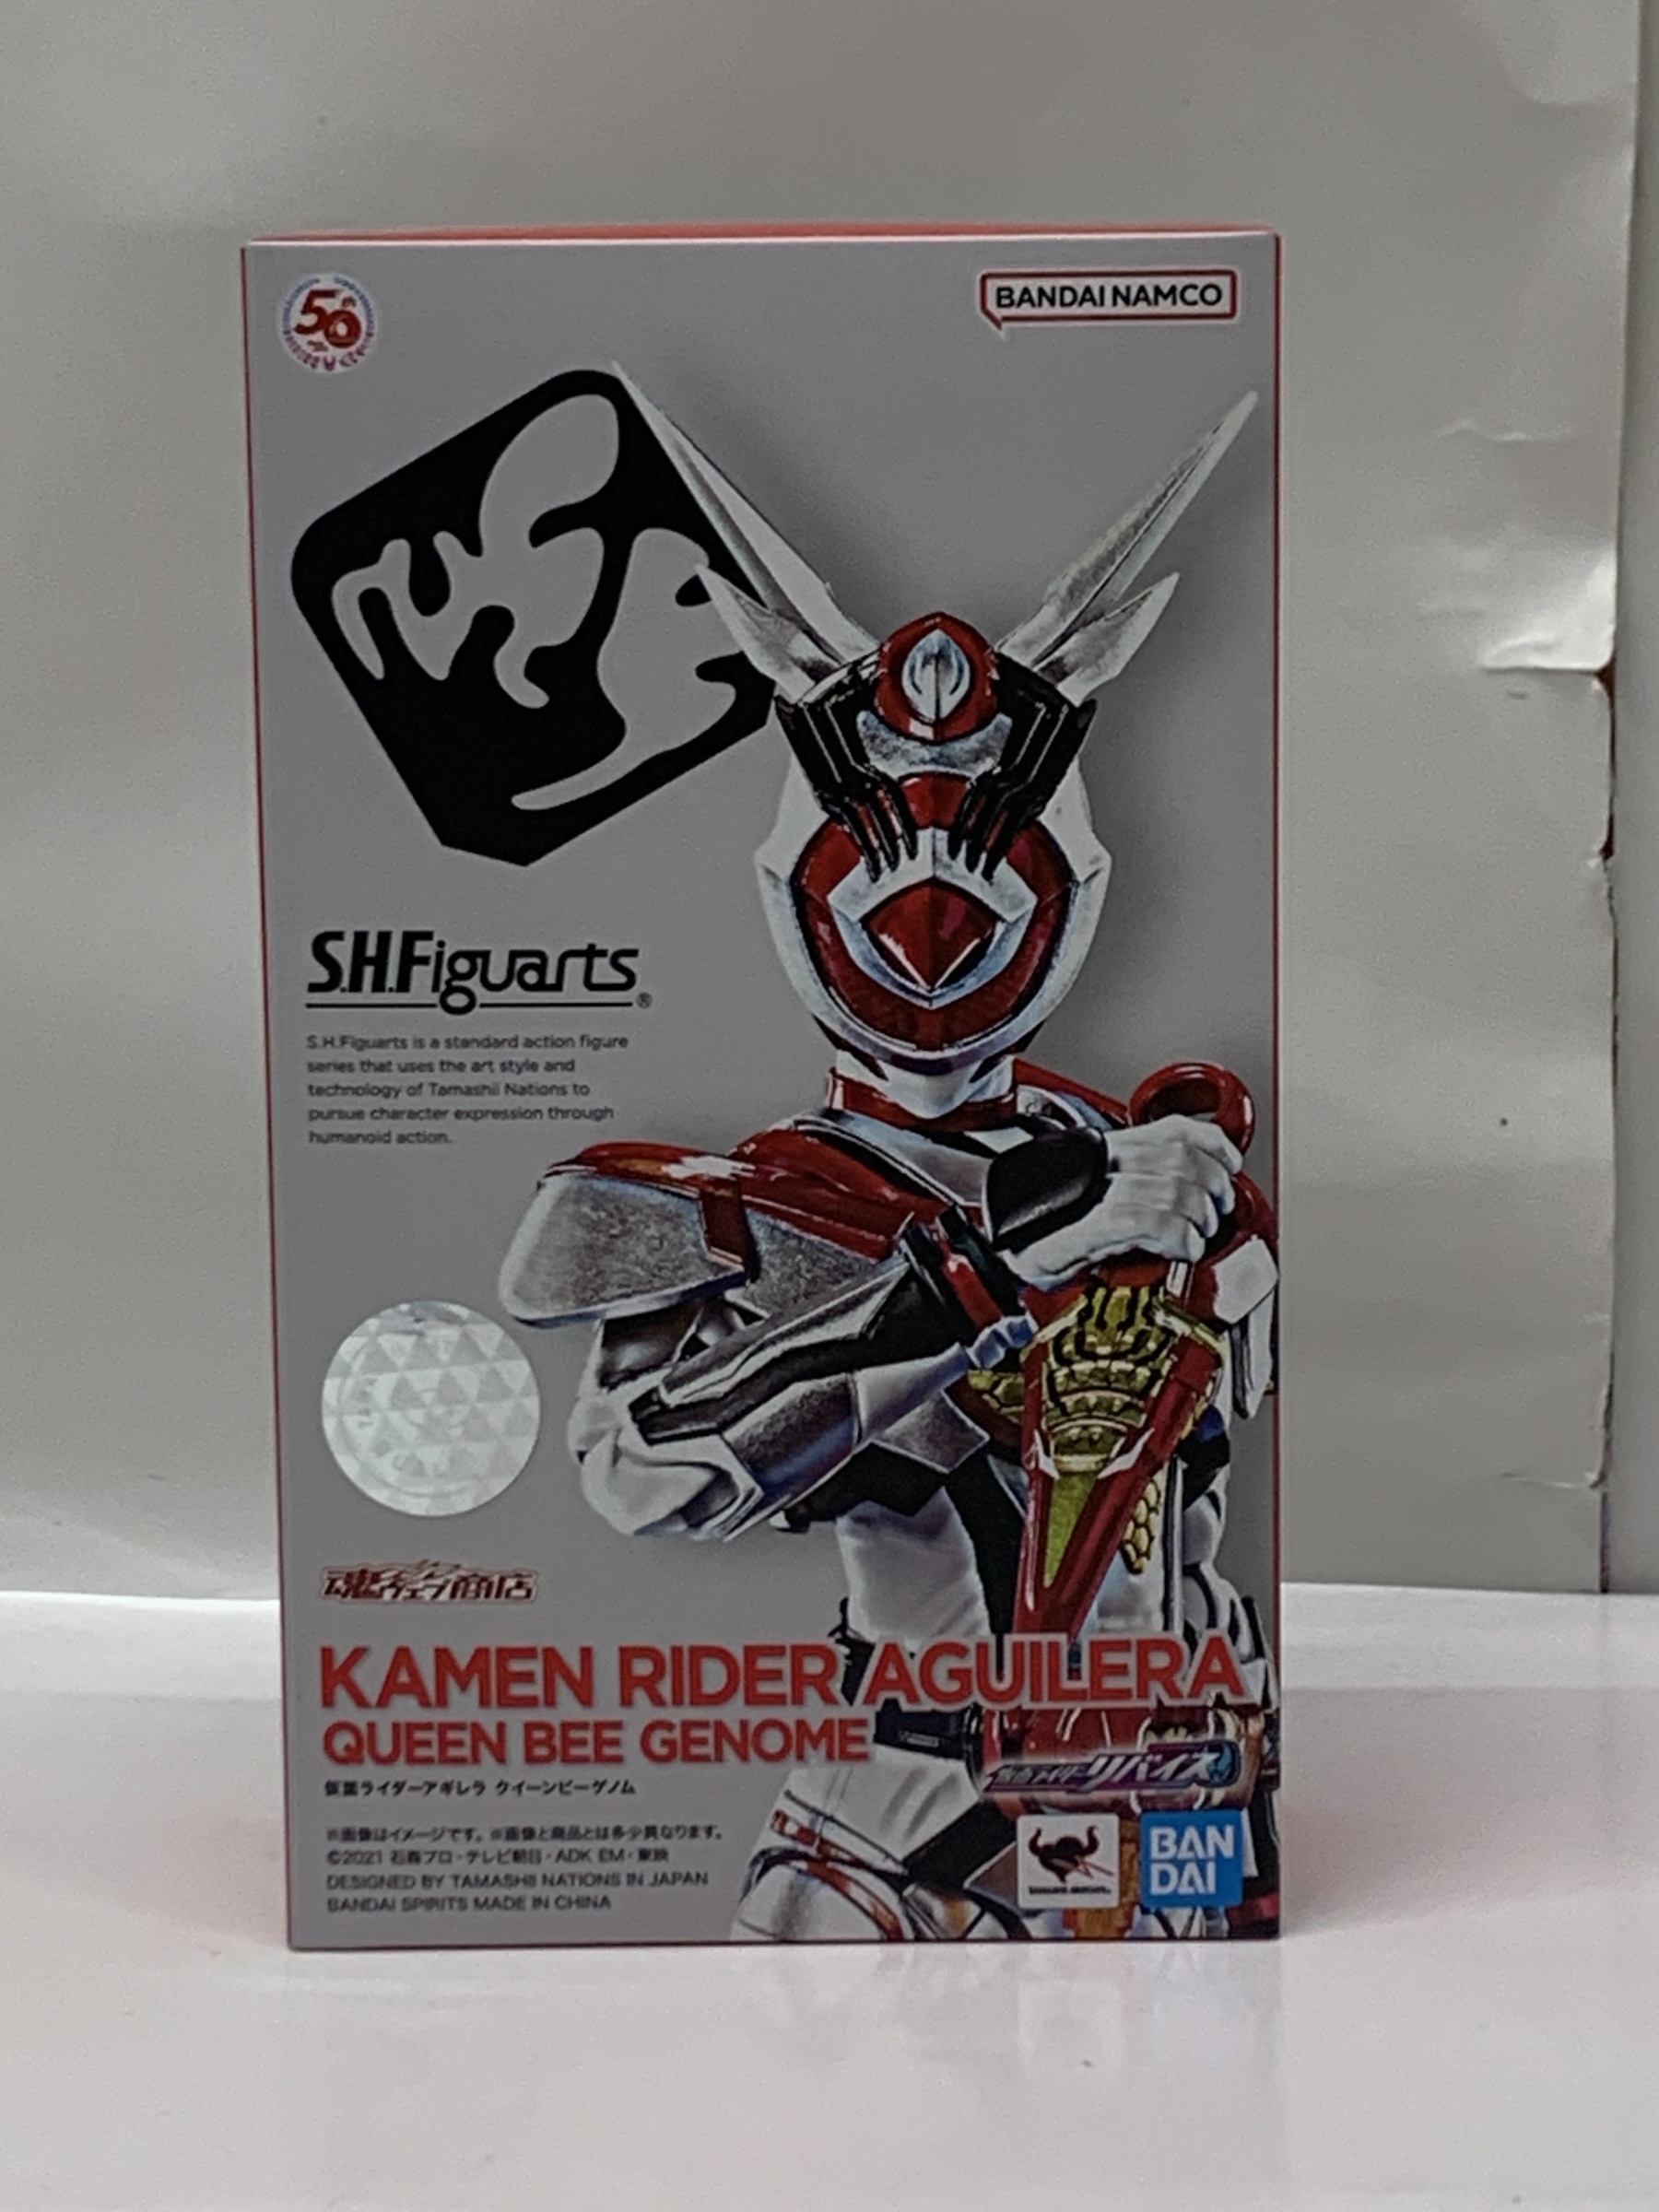 50th
BANDAI NAMCO
魂
S.H.Figuarts®
S.H.Figuarts is a standard action figure
series that uses the art style and
technology of Tamashii Nations to
pursue character expression through
humanoid action.
魂ウェブ商店
KAMEN RIDER AGUILERA
QUEEN BEE GENOME
仮面ライダーアギレラ クイーンビーゲノム
仮面ライダーリバイス
※画像はイメージです。※画像と商品とは多少異なります。
©2021 石森プロ・テレビ朝日・ADK EM・東映
DESIGNED BY TAMASHII NATIONS IN JAPAN
BANDAI SPIRITS MADE IN CHINA
TAMASHII NATIONS
BAN
DAI